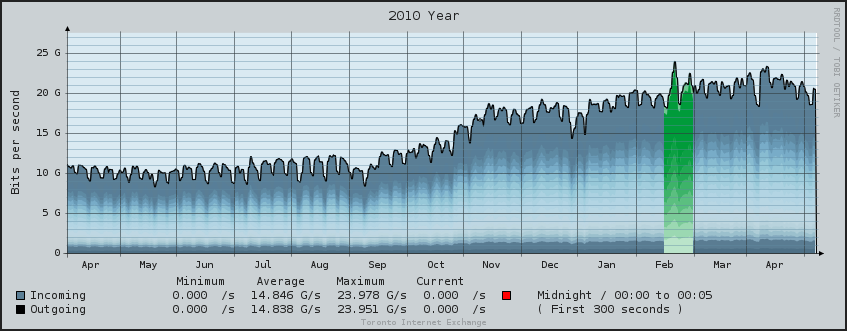 2010 Year
RRDTOOL / TOBI OETIKER
Bits per second
25 G
20 G
15 G
10 G
5 G
0
Apr May Jun Jul Aug Sep Oct Nov Dec Jan Feb Mar Apr
Minimum Average Maximum Current
Incoming 0.000 /s 14.846 G/s 23.978 G/s 0.000 /s Midnight / 00:00 to 00:05
Outgoing 0.000 /s 14.838 G/s 23.951 G/s 0.000 /s ( First 300 seconds )
Toronto Internet Exchange